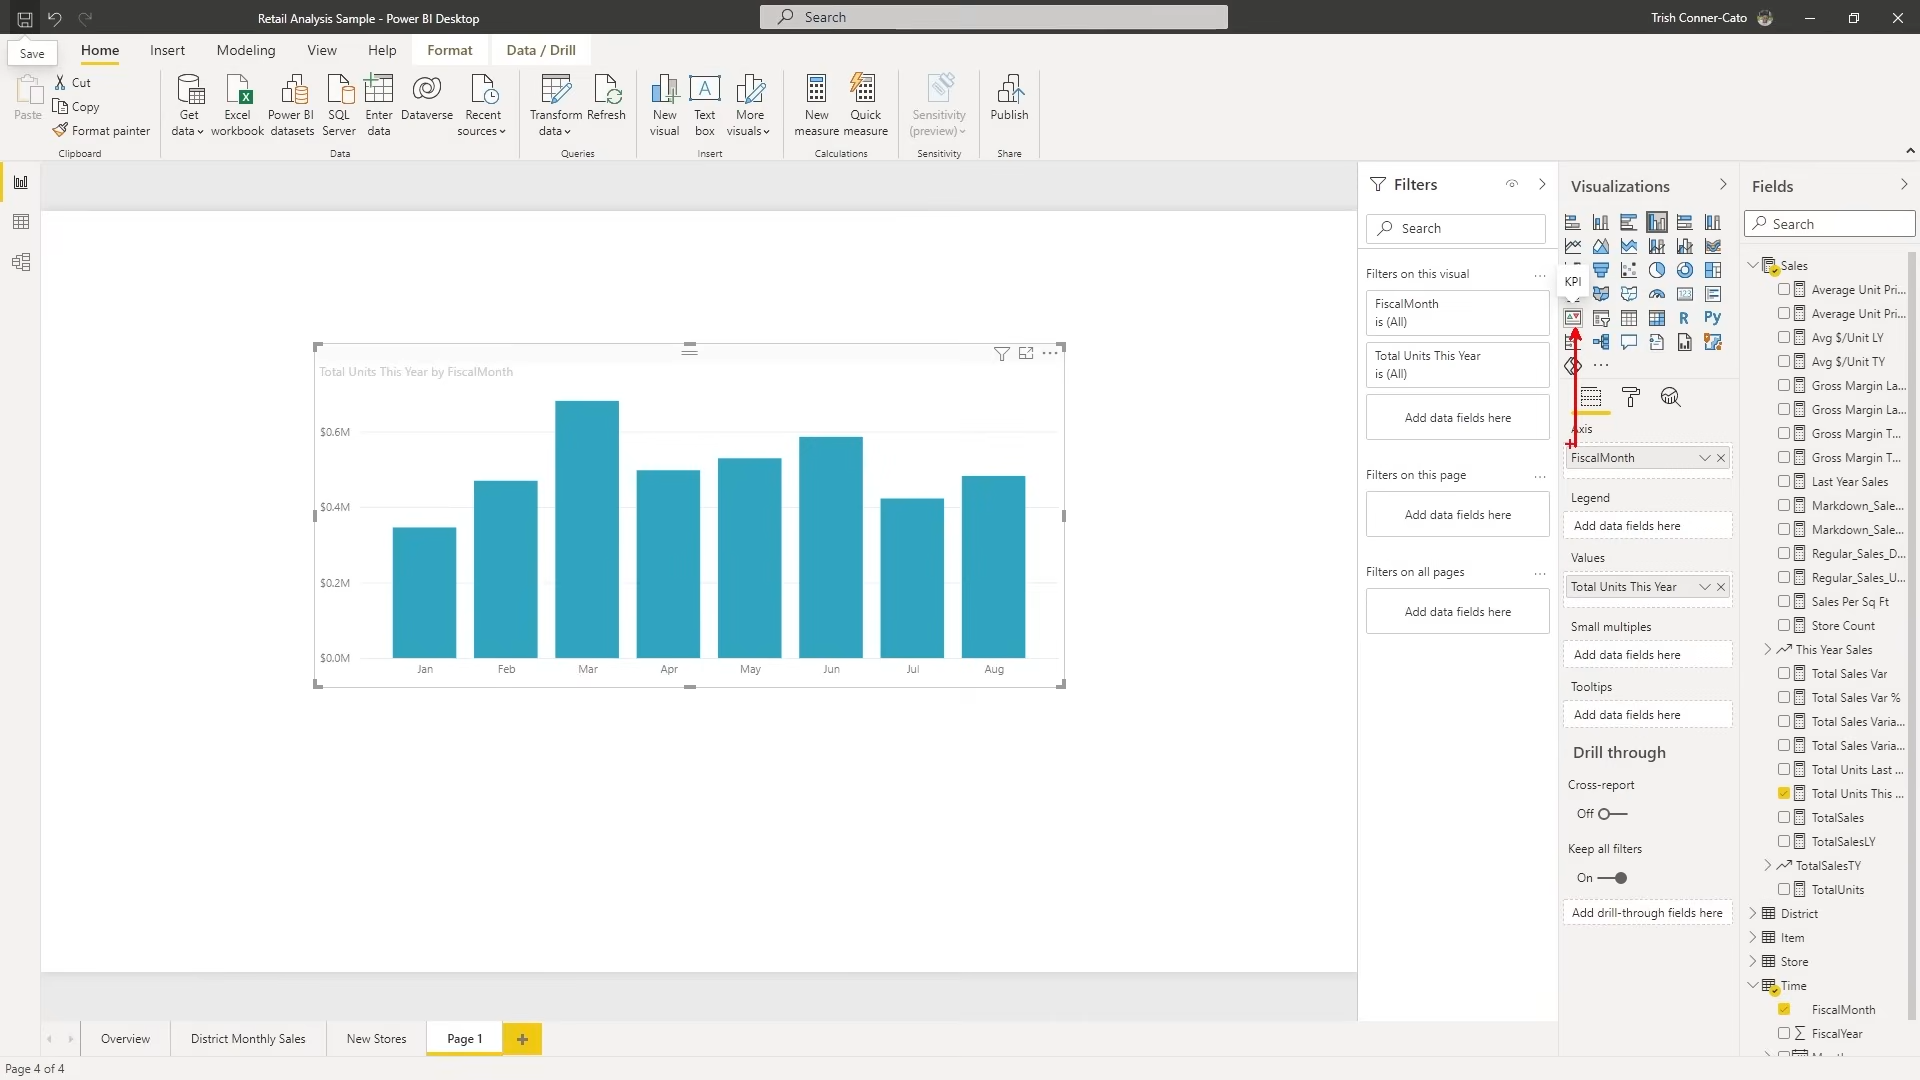 Retail Analysis Sample - Power BI Desktop
Search
Trish Conner-Cato
Save
Home
Insert
Modeling
View
Help
Format
Data / Drill
Paste
Cut
Copy
Format painter
Clipboard
Get data
Excel workbook
Power BI datasets
SQL Server
Enter data
Dataverse
Recent sources
Data
Transform data
Refresh
Queries
New visual
Text box
More visuals
Insert
New measure
Quick measure
Calculations
Sensitivity (preview)
Sensitivity
Publish
Share
Total Units This Year by FiscalMonth
$0.6M
$0.4M
$0.2M
$0.0M
Jan
Feb
Mar
Apr
May
Jun
Jul
Aug
Filters
Search
Filters on this visual
...
FiscalMonth
is (All)
Total Units This Year
is (All)
Add data fields here
Filters on this page
...
Add data fields here
Filters on all pages
...
Add data fields here
Visualizations
KPI
123
R
Py
...
Axis
FiscalMonth
Legend
Add data fields here
Values
Total Units This Year
Small multiples
Add data fields here
Tooltips
Add data fields here
Drill through
Cross-report
Off
Keep all filters
On
Add drill-through fields here
Fields
Search
Sales
Average Unit Pri...
Average Unit Pri...
Avg $/Unit LY
Avg $/Unit TY
Gross Margin La...
Gross Margin La...
Gross Margin T...
Gross Margin T...
Last Year Sales
Markdown_Sale...
Markdown_Sale...
Regular_Sales_D...
Regular_Sales_U...
Sales Per Sq Ft
Store Count
This Year Sales
Total Sales Var
Total Sales Var %
Total Sales Varia...
Total Sales Varia...
Total Units Last ...
Total Units This ...
TotalSales
TotalSalesLY
TotalSalesTY
TotalUnits
District
Item
Store
Time
FiscalMonth
FiscalYear
Overview
District Monthly Sales
New Stores
Page 1
Page 4 of 4